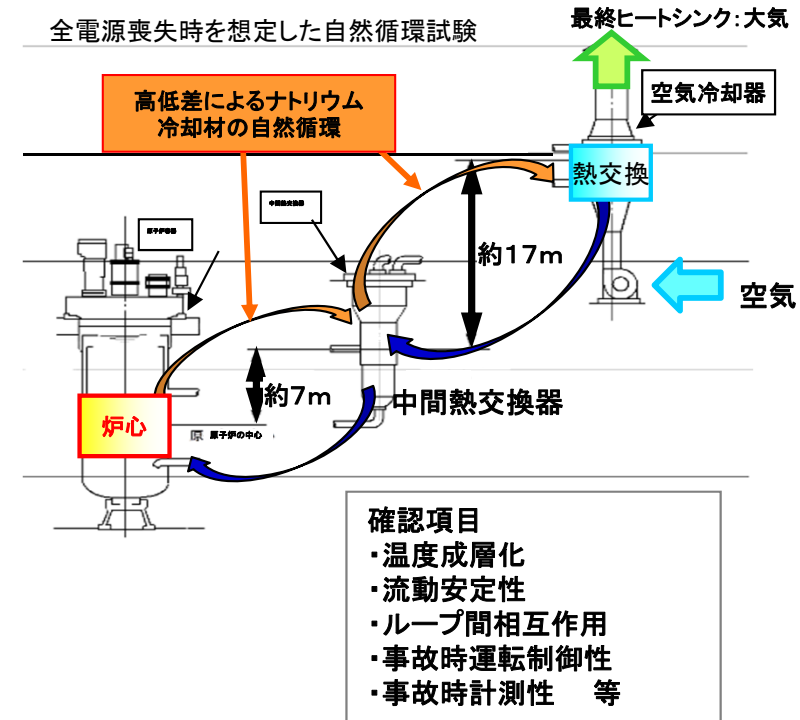 全電源喪失時を想定した自然循環試験
最終ヒートシンク：大気
高低差によるナトリウム
冷却材の自然循環
空気冷却器
熱交換
原子炉容器
中間熱交換器
約17m
空気
約7m
中間熱交換器
炉心
原 原子炉の中心
確認項目
・温度成層化
・流動安定性
・ループ間相互作用
・事故時運転制御性
・事故時計測性 等